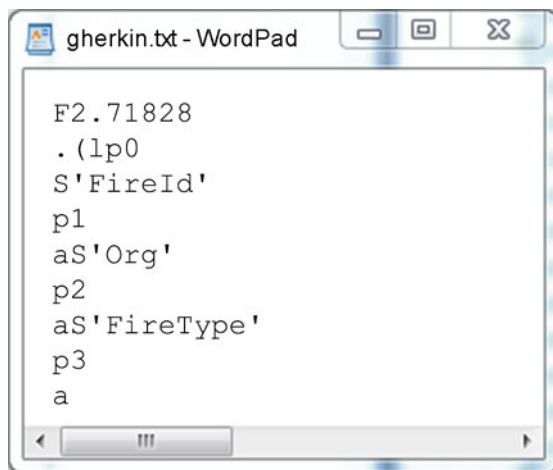 gherkin.txt - WordPad
F2.71828
.(lp0
S'FireId'
p1
aS'Org'
p2
aS'FireType'
p3
a